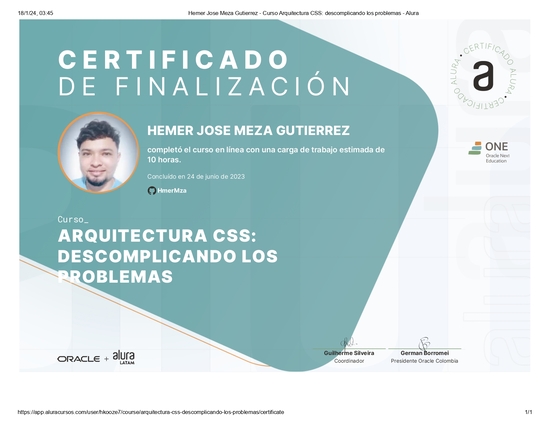 18/1/24, 03:45
Hemer Jose Meza Gutierrez - Curso Arquitectura CSS: descomplicando los problemas - Alura
CERTIFICADO
DE FINALIZACIÓN
CERTIFICADO ALURA • CERTIFICADO ALURA •
a
HEMER JOSE MEZA GUTIERREZ
completó el curso en línea con una carga de trabajo estimada de
10 horas.
ONE
Oracle Next
Education
Concluido en 24 de junio de 2023
HmerMza
Curso_
ARQUITECTURA CSS:
DESCOMPLICANDO LOS
PROBLEMAS
ORACLE + alura
LATAM
Guilherme Silveira
Coordinador
German Borromei
Presidente Oracle Colombia
https://app.aluracursos.com/user/hkooze7/course/arquitectura-css-descomplicando-los-problemas/certificate
1/1